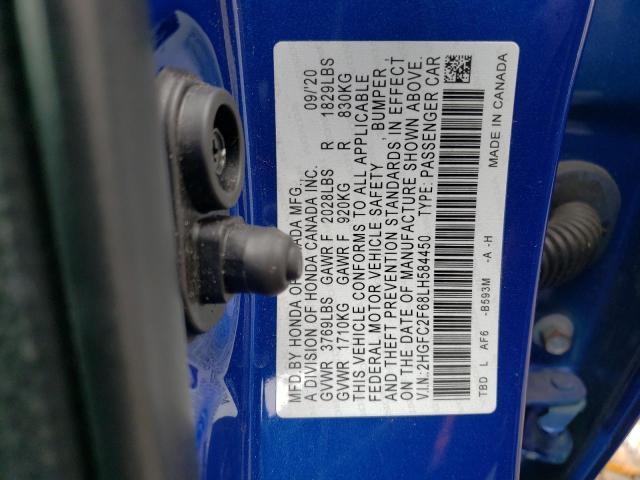 MFD BY HONDA OF CANADA MFG., 09/'20
A DIVISION OF HONDA CANADA INC.
GVWR 3769LBS GAWR F 2028LBS R 1829LBS
GVWR 1710KG GAWR F 920KG R 830KG
THIS VEHICLE CONFORMS TO ALL APPLICABLE
FEDERAL MOTOR VEHICLE SAFETY , BUMPER ,
AND THEFT PREVENTION STANDARDS IN EFFECT
ON THE DATE OF MANUFACTURE SHOWN ABOVE.
V.I.N.: 2HGFC2F68LH584450 TYPE: PASSENGER CAR
TBD L AF6 -B593M -A -H MADE IN CANADA